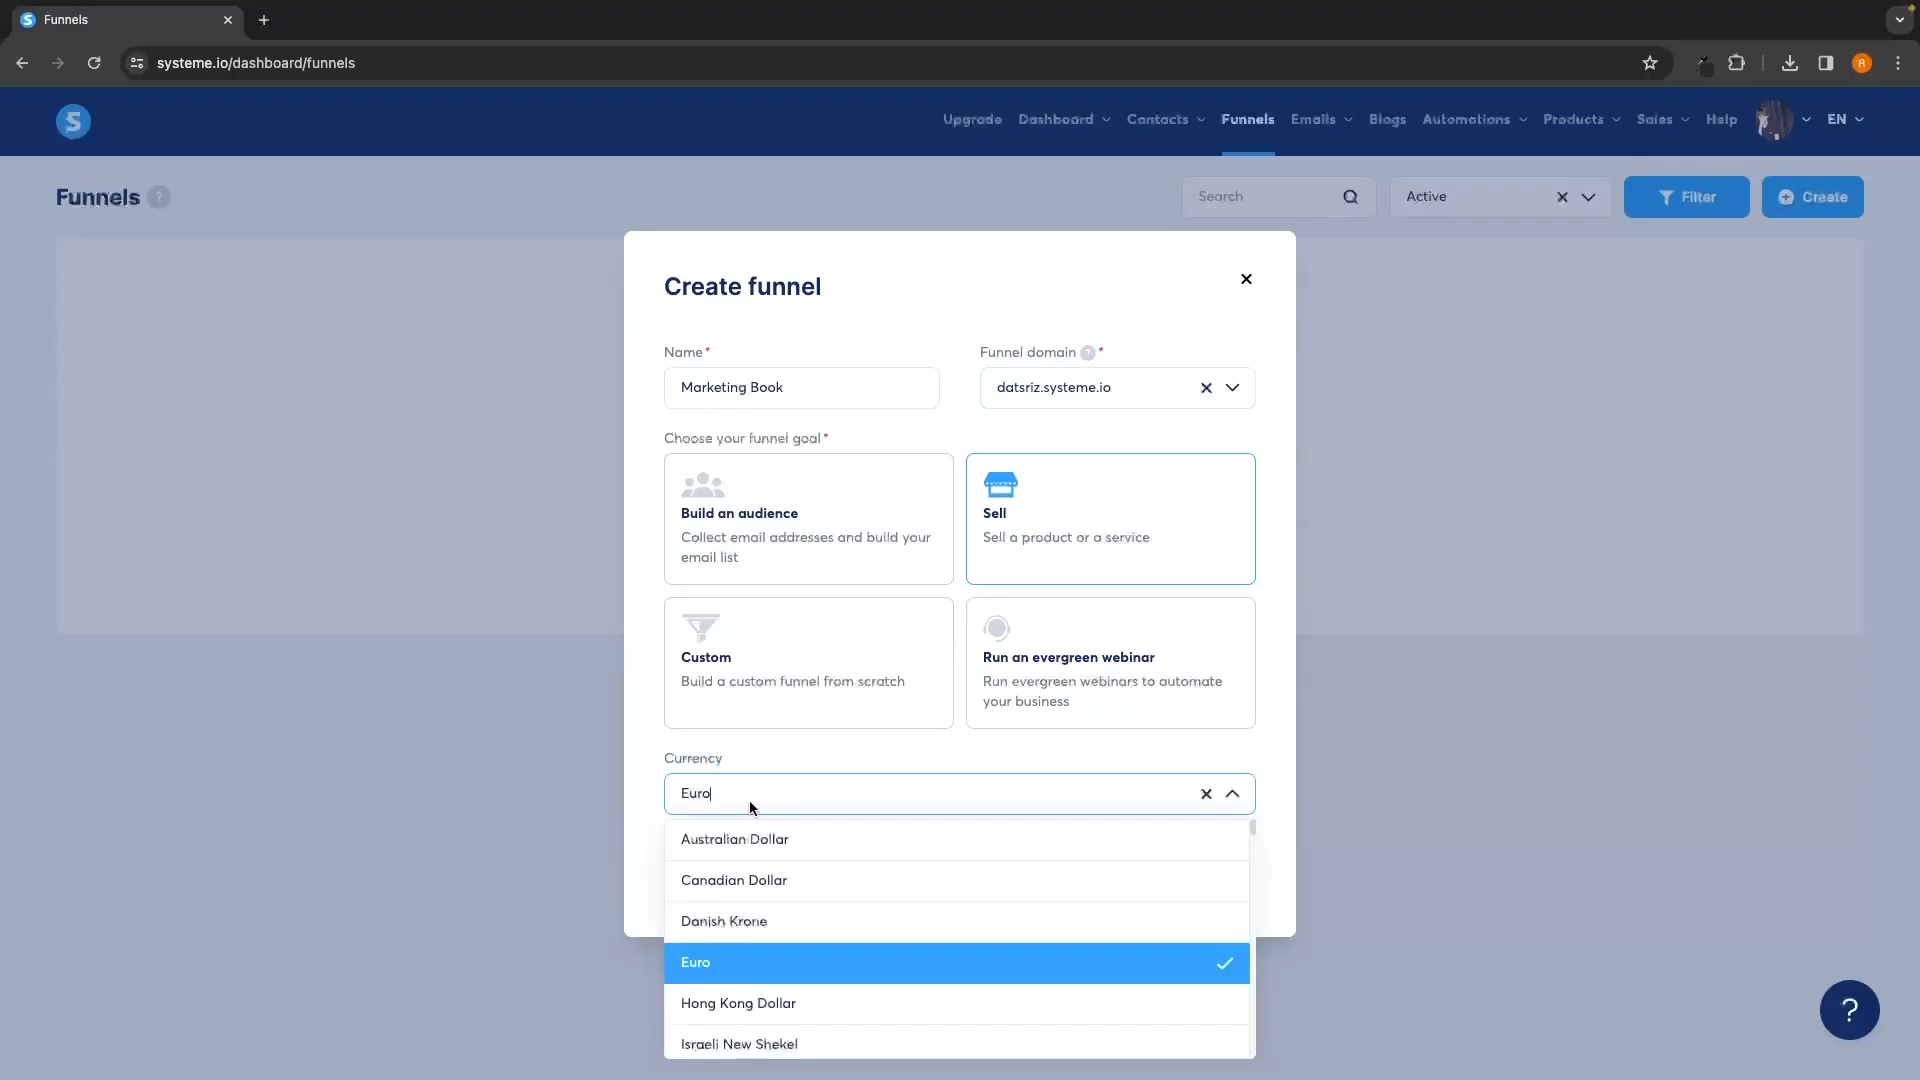 Funnels
systeme.io/dashboard/funnels
A
S
Upgrade Dashboard Contacts Funnels Emails Blogs Automations Products Sales Help EN
Funnels ?
Search
Active
Filter
Create
Create funnel
Name*
Funnel domain ? *
Marketing Book
datsriz.systeme.io
Choose your funnel goal*
Build an audience
Collect email addresses and build your
email list
Sell
Sell a product or a service
Custom
Build a custom funnel from scratch
Run an evergreen webinar
Run evergreen webinars to automate
your business
Currency
Euro
Australian Dollar
Canadian Dollar
Danish Krone
Euro
Hong Kong Dollar
Israeli New Shekel
?